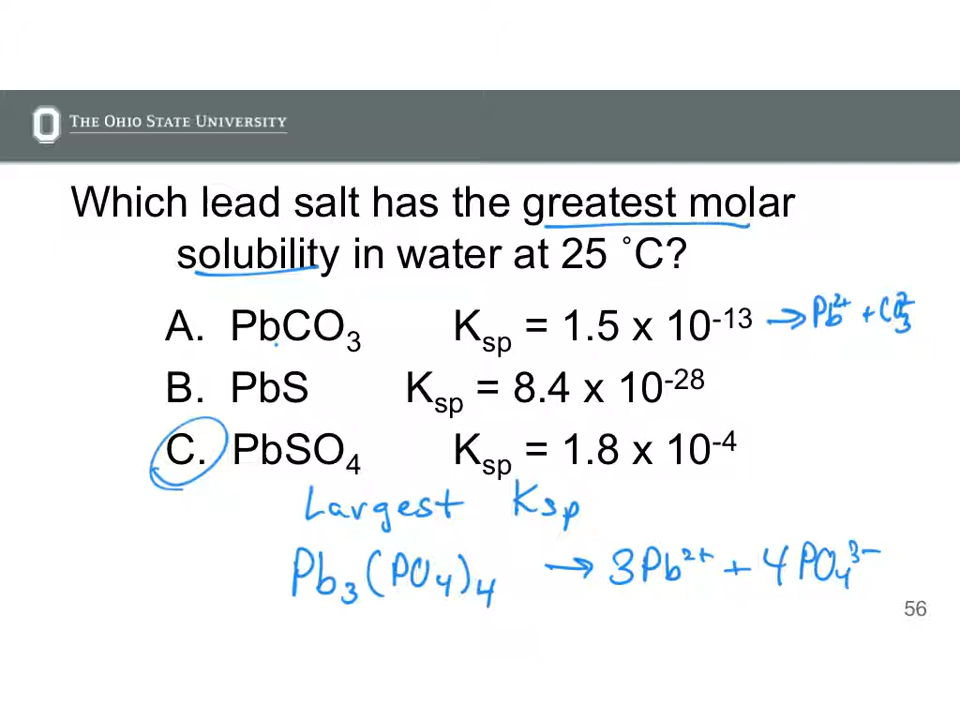 THE OHIO STATE UNIVERSITY
Which lead salt has the greatest molar
solubility in water at 25 ˚C?
A. PbCO₃ Kₛₚ = 1.5 x 10⁻¹³ → Pb²⁺ + CO₃²⁻
B. PbS Kₛₚ = 8.4 x 10⁻²⁸
C. PbSO₄ Kₛₚ = 1.8 x 10⁻⁴
Largest Ksp
Pb₃(PO₄)₄ → 3Pb²⁺ + 4PO₄³⁻
56